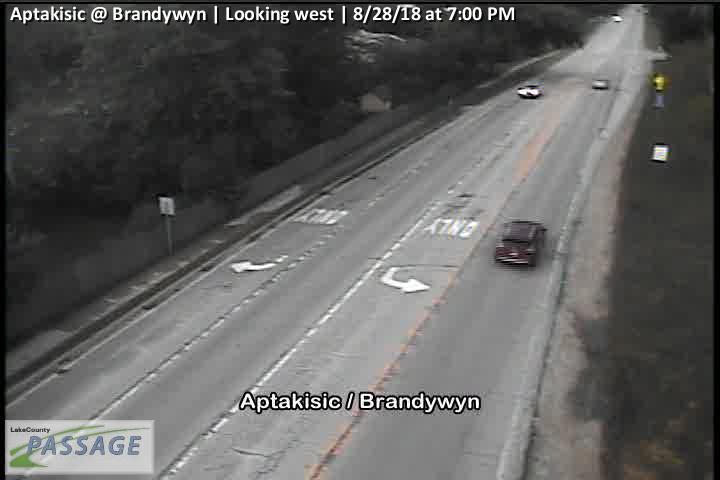 Aptakisic @ Brandywyn | Looking west | 8/28/18 at 7:00 PM
ONLY
ONLY
Aptakisic / Brandywyn
LakeCounty
PASSAGE